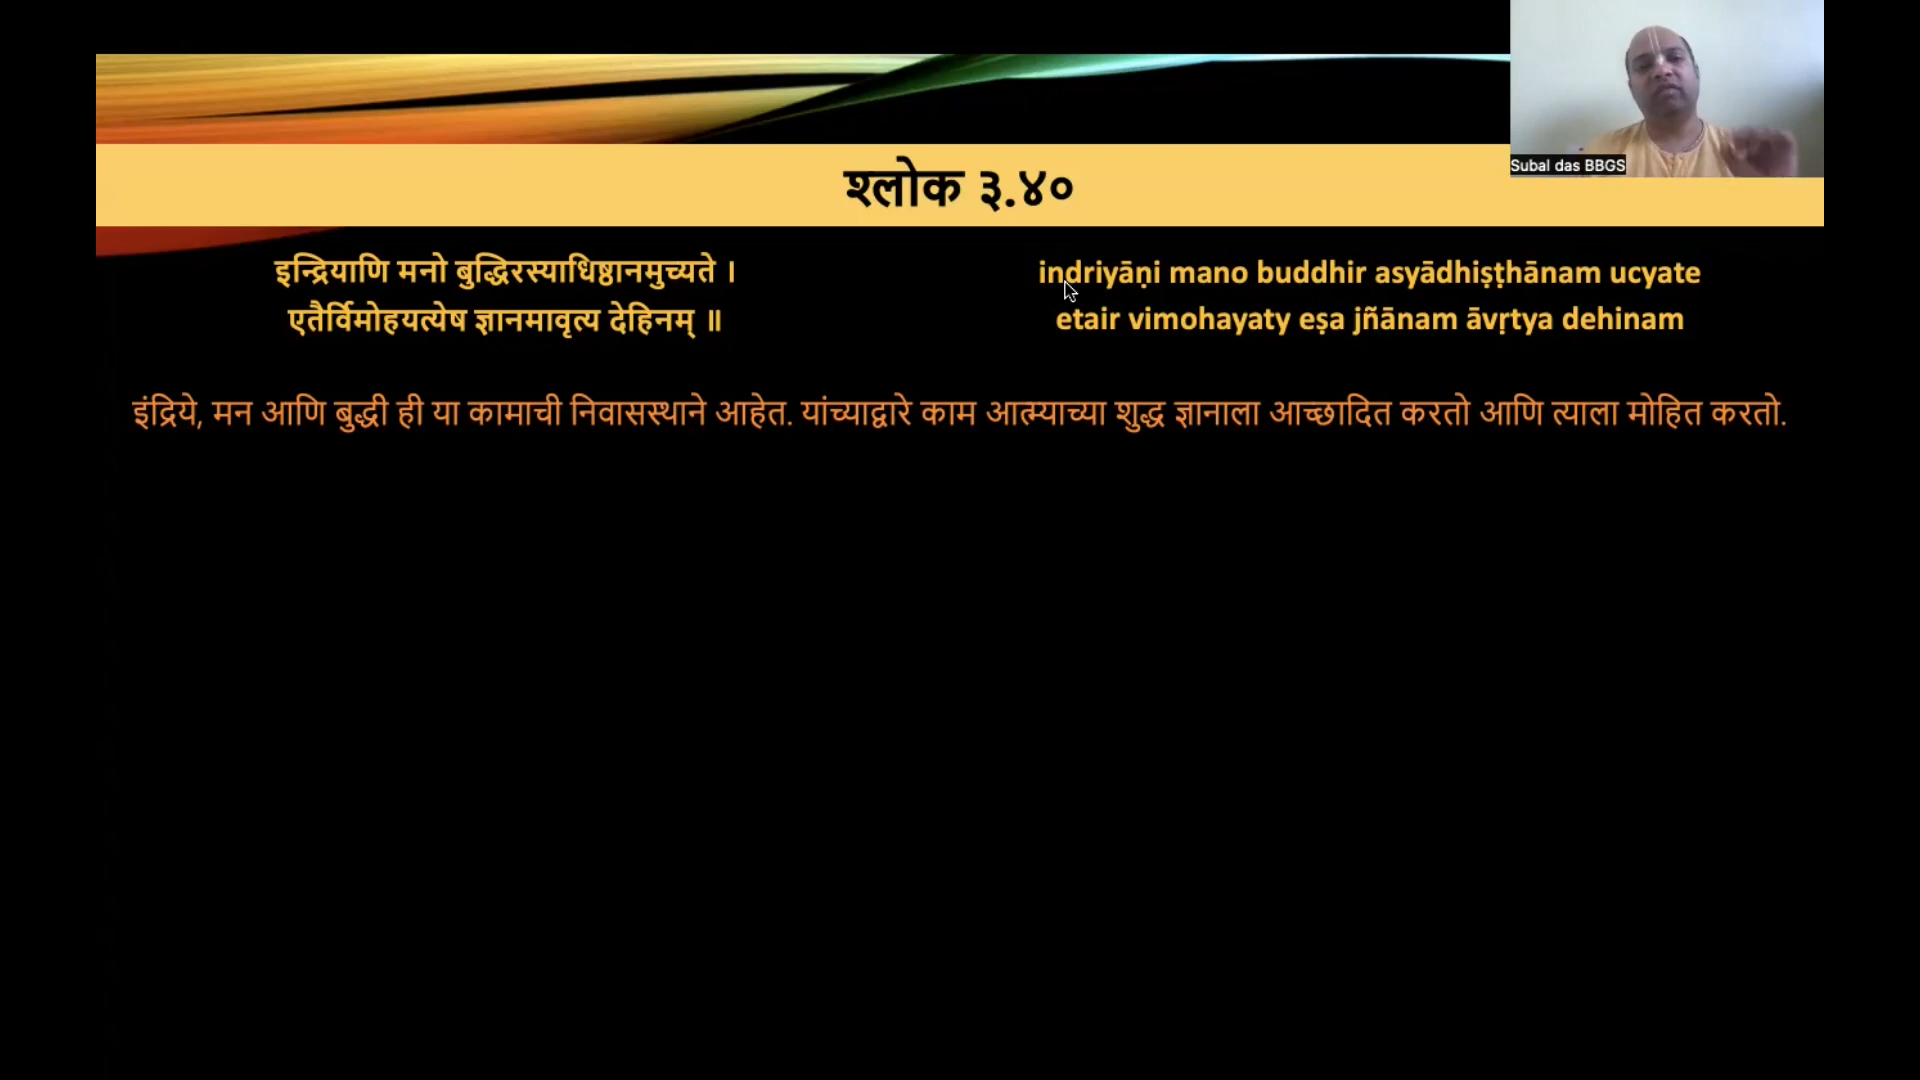 Subal das BBGS
श्लोक ३.४०
इन्द्रियाणि मनो बुद्धिरस्याधिष्ठानमुच्यते ।
एतैर्विमोहयत्येष ज्ञानमावृत्य देहिनम् ॥
indriyāṇi mano buddhir asyādhiṣṭhānam ucyate
etair vimohayaty eṣa jñānam āvṛtya dehinam
इंद्रिये, मन आणि बुद्धी ही या कामाची निवासस्थाने आहेत. यांच्याद्वारे काम आत्म्याच्या शुद्ध ज्ञानाला आच्छादित करतो आणि त्याला मोहित करतो.